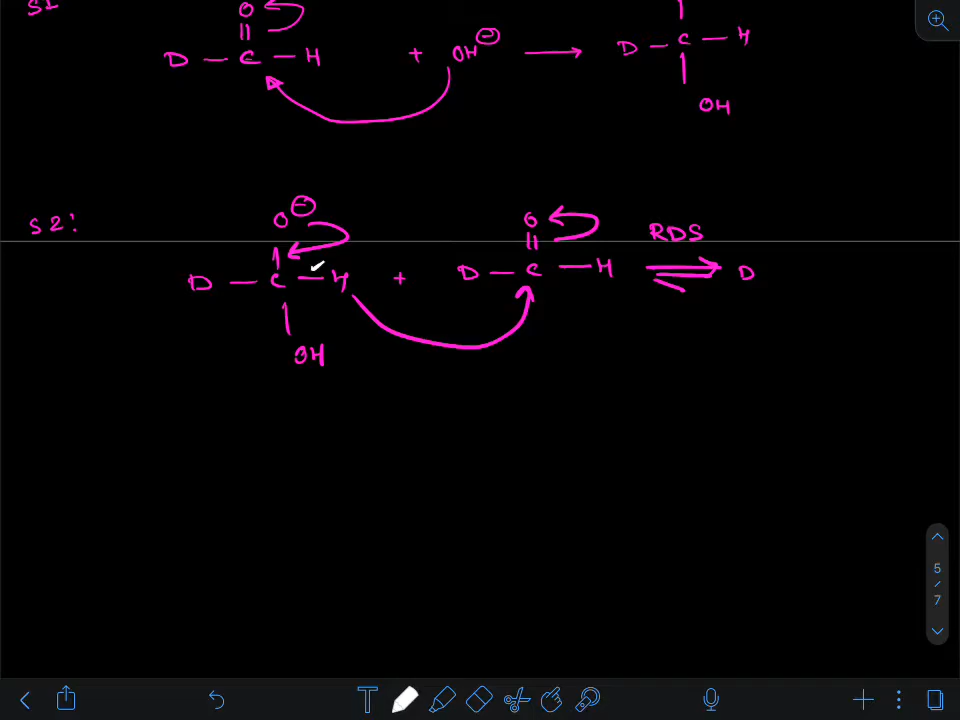 S1
O
||
D — C — H + OH⊖ ⟶ D — C — H
|
OH
S2:
O⊖ O
| || RDS
D — C — H + D — C — H ⇌ D
|
OH
5
/
7
T